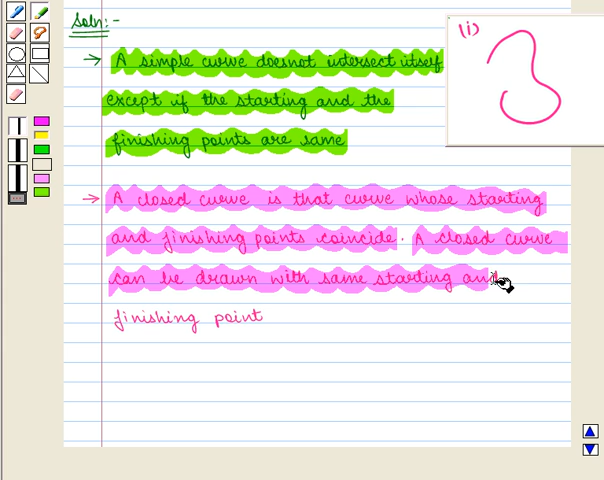 Soln:-
(i)
→ A simple curve doesnot intersect itself
except if the starting and the
finishing points are same
→ A closed curve is that curve whose starting
and finishing points coincide. A closed curve
can be drawn with same starting and
finishing point